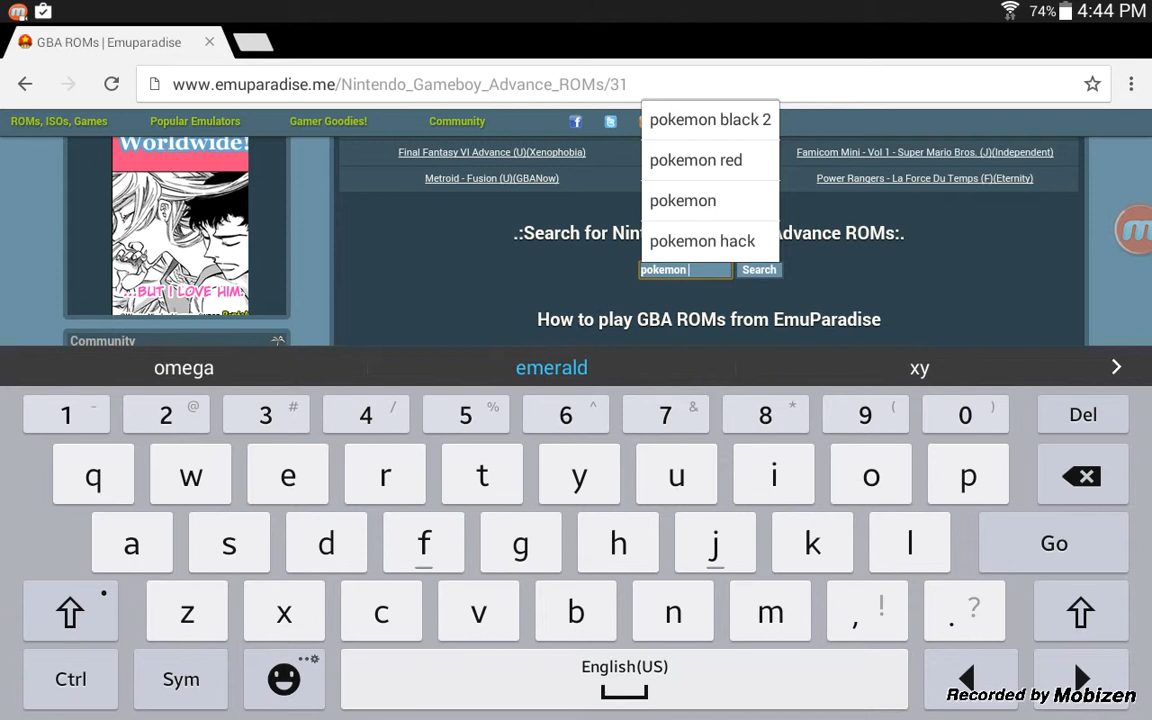 74% 4:44 PM
GBA ROMs | Emuparadise
www.emuparadise.me/Nintendo_Gameboy_Advance_ROMs/31
ROMs, ISOs, Games Popular Emulators Gamer Goodies! Community
Worldwide!
...BUT I LOVE HIM.
Community
Final Fantasy VI Advance (U)(Xenophobia) Famicom Mini - Vol 1 - Super Mario Bros. (J)(Independent)
Metroid - Fusion (U)(GBANow) Power Rangers - La Force Du Temps (F)(Eternity)
pokemon black 2
pokemon red
pokemon
pokemon hack
.:Search for Nin Advance ROMs:.
pokemon Search
How to play GBA ROMs from EmuParadise
omega emerald xy
1 - 2 @ 3 # 4 / 5 % 6 ^ 7 & 8 * 9 ( 0 ) Del
q w e r t y u i o p
a s d f g h j k l Go
z x c v b n m , ! . ?
Ctrl Sym English(US)
Recorded by Mobizen